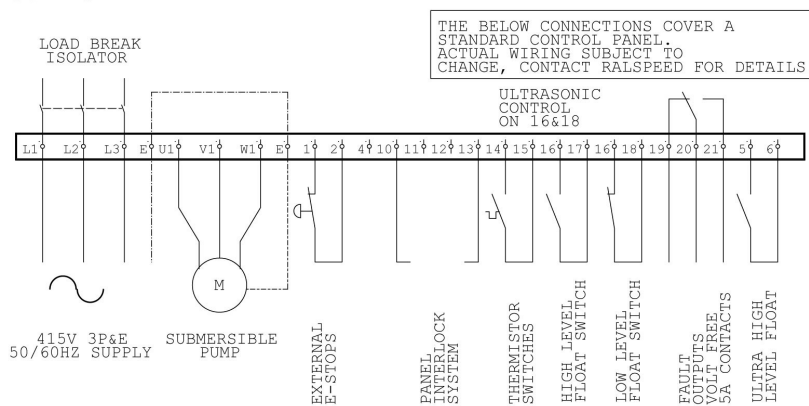 THE BELOW CONNECTIONS COVER A
STANDARD CONTROL PANEL.
ACTUAL WIRING SUBJECT TO
CHANGE, CONTACT RALSPEED FOR DETAILS
LOAD BREAK
ISOLATOR
ULTRASONIC
CONTROL
ON 16&18
L1 L2 L3 E U1 V1 W1 E 1 2 4 10 11 12 13 14 15 16 17 16 18 19 20 21 5 6
M
415V 3P&E
50/60HZ SUPPLY
SUBMERSIBLE
PUMP
EXTERNAL
E-STOPS
PANEL
INTERLOCK
SYSTEM
THERMISTOR
SWITCHES
HIGH LEVEL
FLOAT SWITCH
LOW LEVEL
FLOAT SWITCH
FAULT
OUTPUTS
VOLT FREE
5A CONTACTS
ULTRA HIGH
LEVEL FLOAT